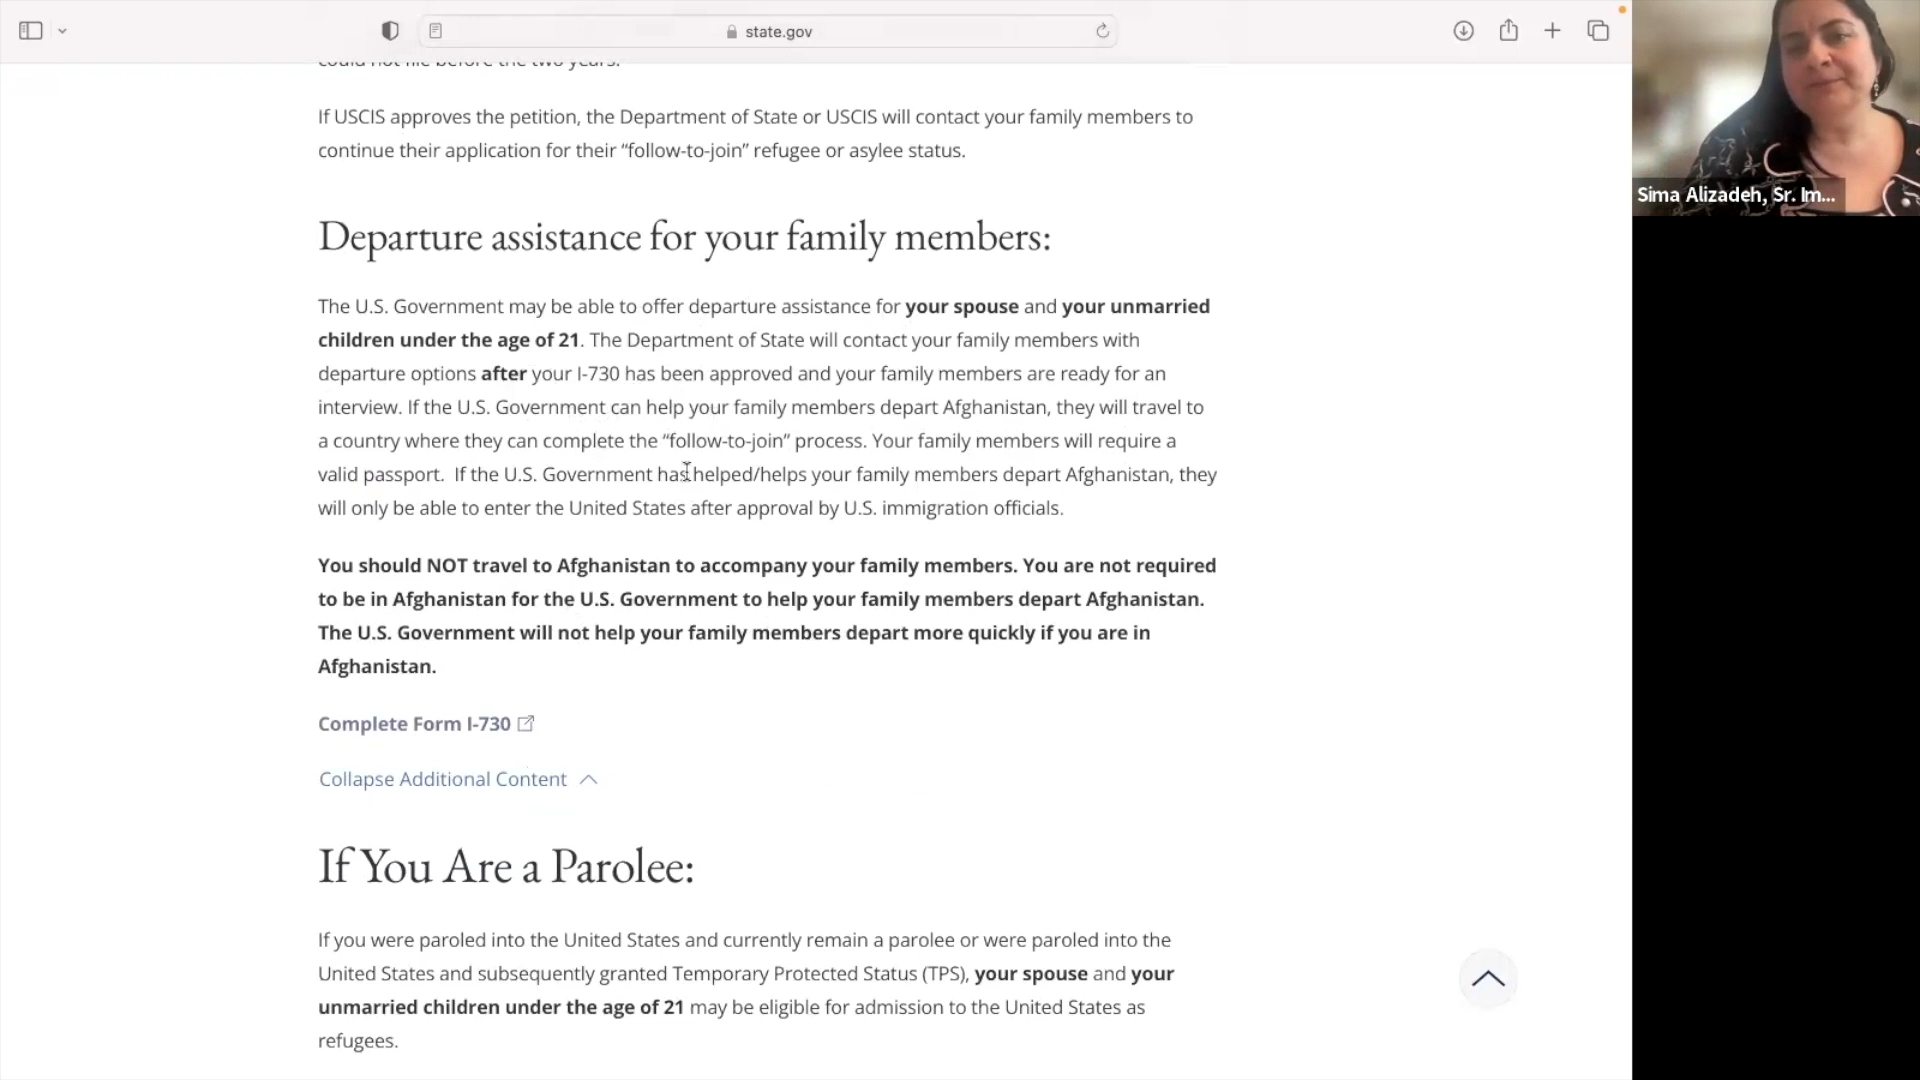 state.gov
could not file before the two years.
If USCIS approves the petition, the Department of State or USCIS will contact your family members to
continue their application for their “follow-to-join” refugee or asylee status.
Departure assistance for your family members:
The U.S. Government may be able to offer departure assistance for your spouse and your unmarried
children under the age of 21. The Department of State will contact your family members with
departure options after your I-730 has been approved and your family members are ready for an
interview. If the U.S. Government can help your family members depart Afghanistan, they will travel to
a country where they can complete the “follow-to-join” process. Your family members will require a
valid passport.  If the U.S. Government has helped/helps your family members depart Afghanistan, they
will only be able to enter the United States after approval by U.S. immigration officials.
You should NOT travel to Afghanistan to accompany your family members. You are not required
to be in Afghanistan for the U.S. Government to help your family members depart Afghanistan.
The U.S. Government will not help your family members depart more quickly if you are in
Afghanistan.
Complete Form I-730
Collapse Additional Content
If You Are a Parolee:
If you were paroled into the United States and currently remain a parolee or were paroled into the
United States and subsequently granted Temporary Protected Status (TPS), your spouse and your
unmarried children under the age of 21 may be eligible for admission to the United States as
refugees.
Sima Alizadeh, Sr. Im...